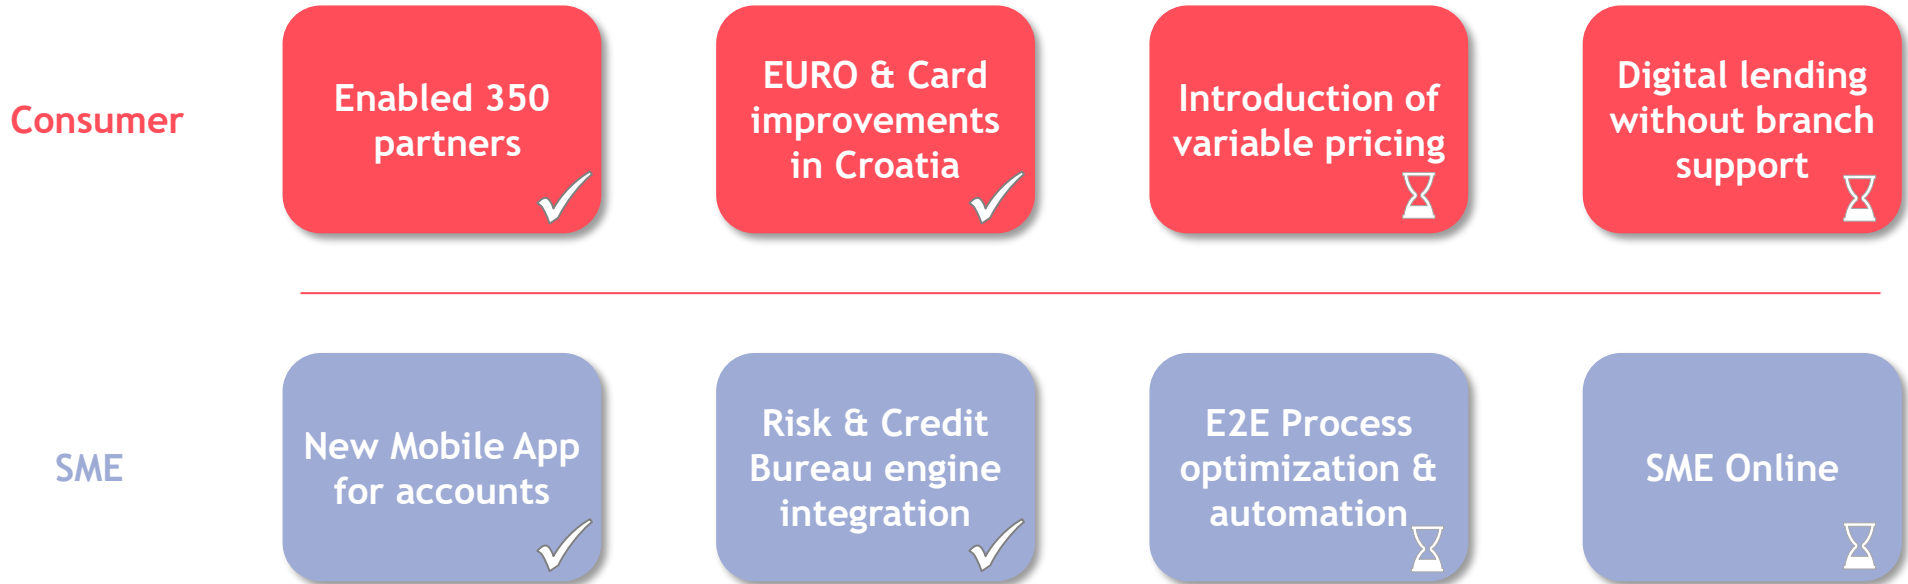 Consumer
Enabled 350
partners
EURO & Card
improvements
in Croatia
Introduction of
variable pricing
Digital lending
without branch
support
SME
New Mobile App
for accounts
Risk & Credit
Bureau engine
integration
E2E Process
optimization &
automation
SME Online